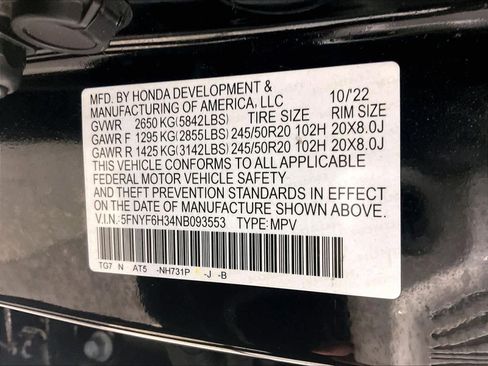 MFD. BY HONDA DEVELOPMENT &
MANUFACTURING OF AMERICA, LLC 10/'22
GVWR 2650 KG(5842LBS) TIRE SIZE RIM SIZE
GAWR F 1295 KG(2855LBS) 245/50R20 102H 20X8.0J
GAWR R 1425 KG(3142LBS) 245/50R20 102H 20X8.0J
THIS VEHICLE CONFORMS TO ALL APPLICABLE
FEDERAL MOTOR VEHICLE SAFETY
AND THEFT PREVENTION STANDARDS IN EFFECT
ON THE DATE OF MANUFACTURE SHOWN ABOVE.
V.I.N.: 5FNYF6H34NB093553 TYPE: MPV
TG7 N AT5 -NH731P -J -B